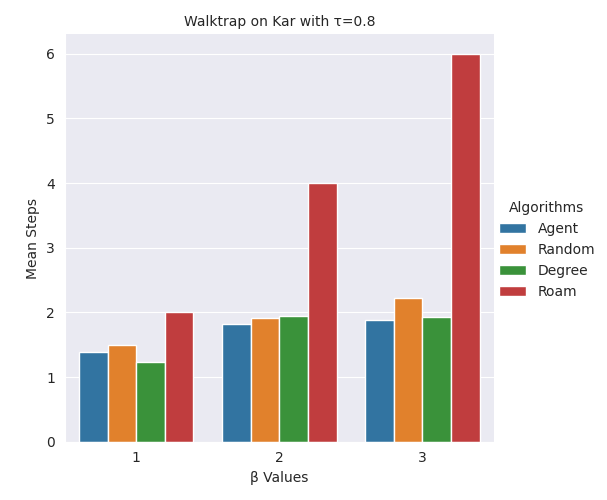 Walktrap on Kar with τ=0.8
Mean Steps
6
5
4
3
2
1
0
1 2 3
β Values
Algorithms
Agent
Random
Degree
Roam